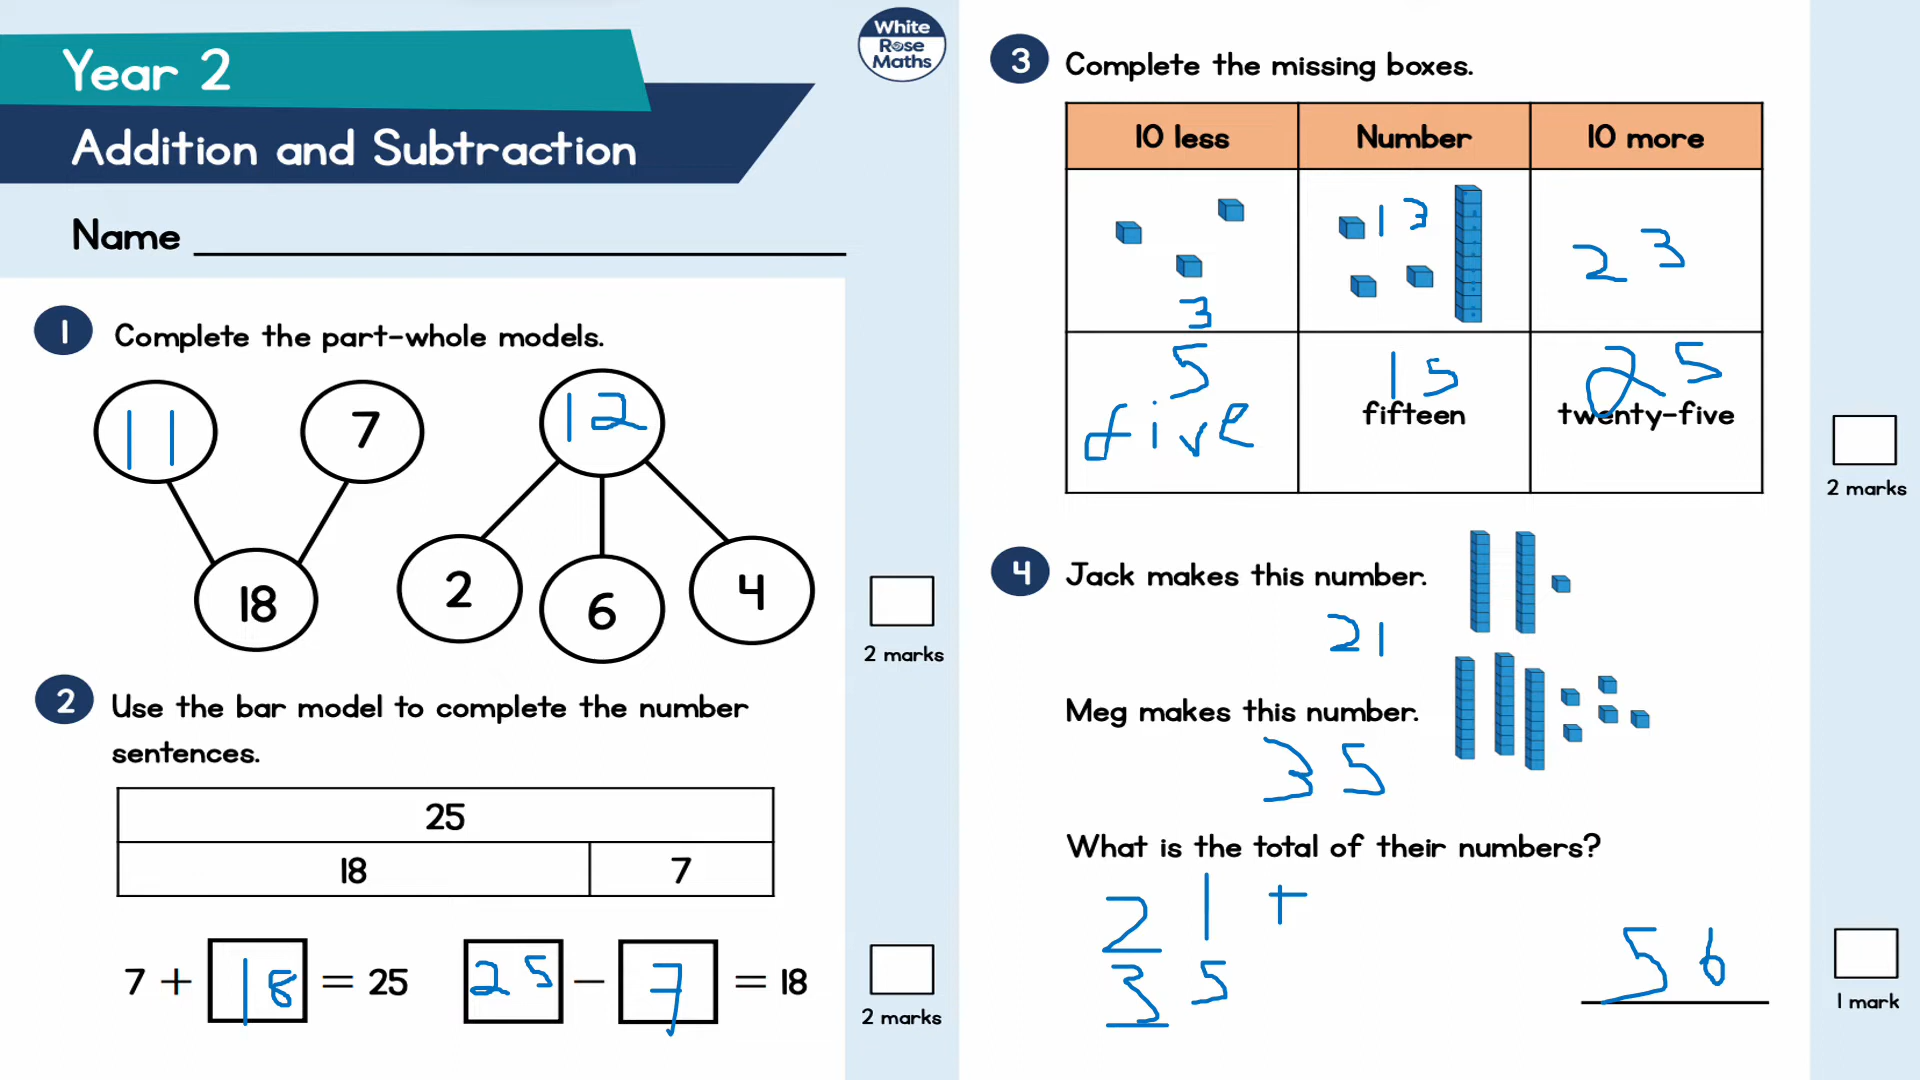 Year 2
Addition and Subtraction
White
Rose
Maths
Name
1 Complete the part-whole models.
11 7 12
18 2 6 4
2 marks
2 Use the bar model to complete the number
sentences.
25
18 7
7 + 18 = 25 25 - 7 = 18
2 marks
3 Complete the missing boxes.
10 less Number 10 more
3 13 23
5 15 25
five fifteen twenty-five
2 marks
4 Jack makes this number.
21
Meg makes this number.
35
What is the total of their numbers?
21 +
35
56
1 mark